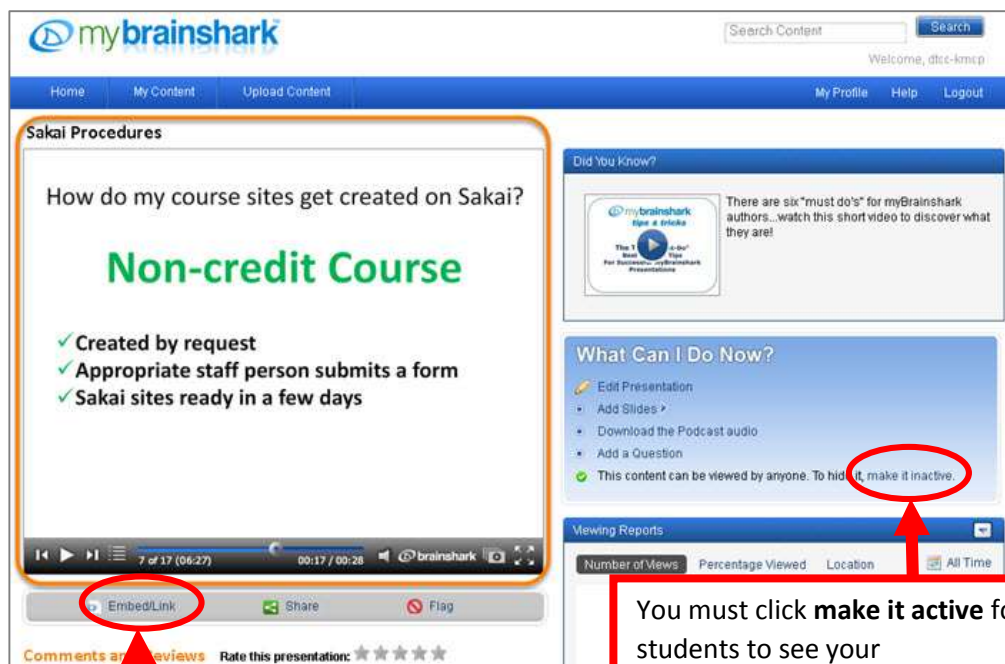 mybrainshark
Search Content
Search
Welcome, dtcc-kmcp
Home My Content Upload Content My Profile Help Logout
Sakai Procedures
How do my course sites get created on Sakai?
Non-credit Course
✓ Created by request
✓ Appropriate staff person submits a form
✓ Sakai sites ready in a few days
7 of 17 (06:27) 00:17 / 00:28 brainshark
Embed/Link Share Flag
Comments and Reviews Rate this presentation:
Did You Know?
mybrainshark
tips & tricks
There are six "must do's" for myBrainshark
authors...watch this short video to discover what
they are!
What Can I Do Now?
Edit Presentation
Add Slides
Download the Podcast audio
Add a Question
This content can be viewed by anyone. To hide it, make it inactive.
Viewing Reports
Number of Views Percentage Viewed Location All Time
You must click make it active fo
students to see your